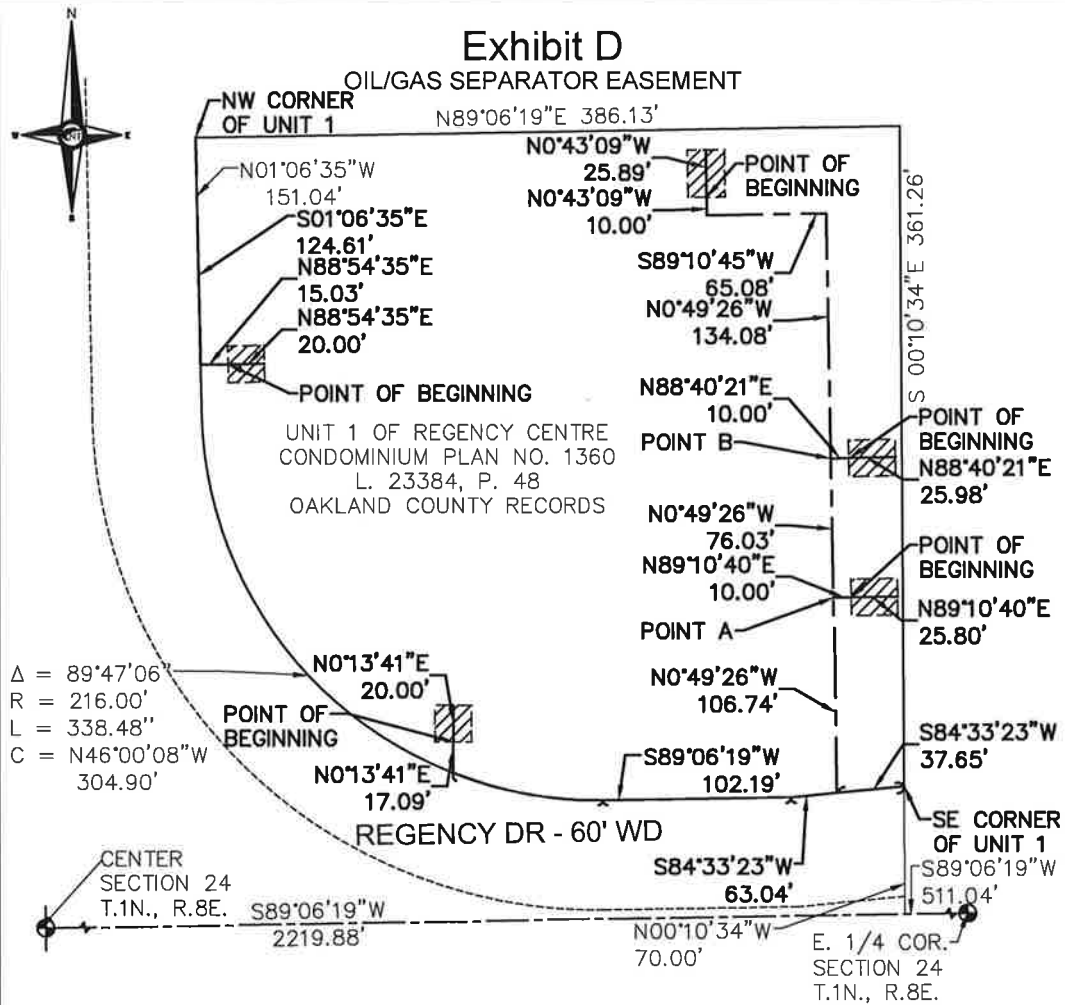 N
W
E
S
Exhibit D
OIL/GAS SEPARATOR EASEMENT
NW CORNER
OF UNIT 1
N89°06'19"E 386.13'
N01°06'35"W
151.04'
S01°06'35"E
124.61'
N88°54'35"E
15.03'
N88°54'35"E
20.00'
POINT OF BEGINNING
N0°43'09"W
25.89'
N0°43'09"W
10.00'
POINT OF
BEGINNING
S89°10'45"W
65.08'
N0°49'26"W
134.08'
S 00°10'34"E 361.26'
N88°40'21"E
10.00'
POINT B
POINT OF
BEGINNING
N88°40'21"E
25.98'
UNIT 1 OF REGENCY CENTRE
CONDOMINIUM PLAN NO. 1360
L. 23384, P. 48
OAKLAND COUNTY RECORDS
N0°49'26"W
76.03'
N89°10'40"E
10.00'
POINT A
POINT OF
BEGINNING
N89°10'40"E
25.80'
N0°49'26"W
106.74'
Δ = 89°47'06"
R = 216.00'
L = 338.48''
C = N46°00'08"W
304.90'
N0°13'41"E
20.00'
POINT OF
BEGINNING
N0°13'41"E
17.09'
S89°06'19"W
102.19'
S84°33'23"W
37.65'
REGENCY DR - 60' WD
SE CORNER
OF UNIT 1
S84°33'23"W
63.04'
S89°06'19"W
511.04'
CENTER
SECTION 24
T.1N., R.8E.
S89°06'19"W
2219.88'
N00°10'34"W
70.00'
E. 1/4 COR.
SECTION 24
T.1N., R.8E.